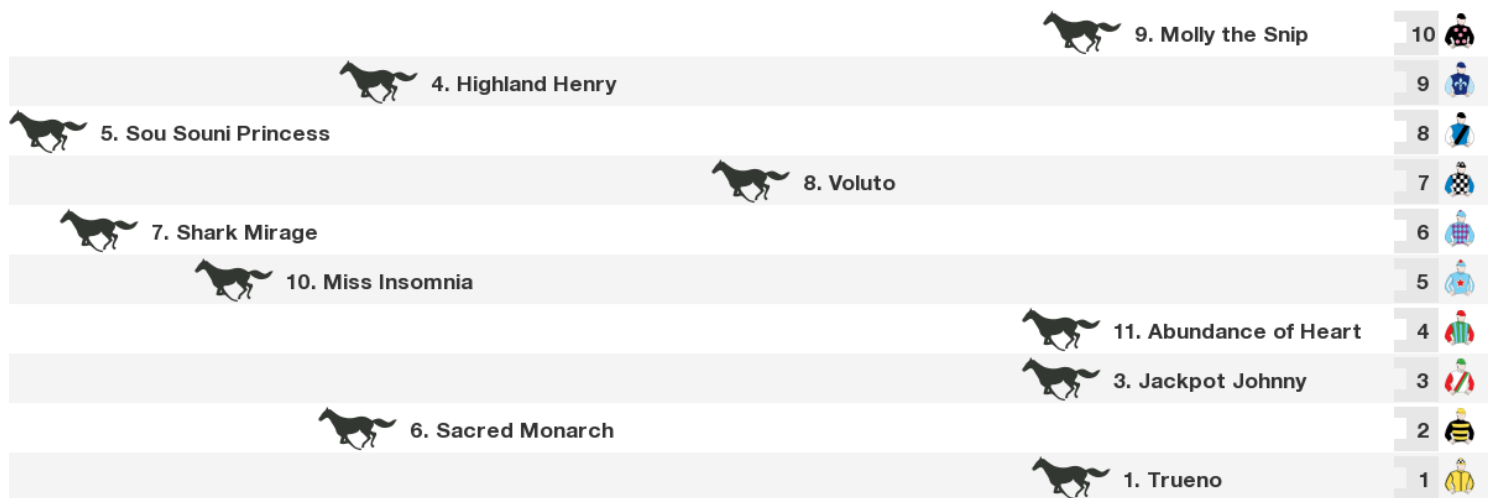 9. Molly the Snip 10
4. Highland Henry 9
5. Sou Souni Princess 8
8. Voluto 7
7. Shark Mirage 6
10. Miss Insomnia 5
11. Abundance of Heart 4
3. Jackpot Johnny 3
6. Sacred Monarch 2
1. Trueno 1